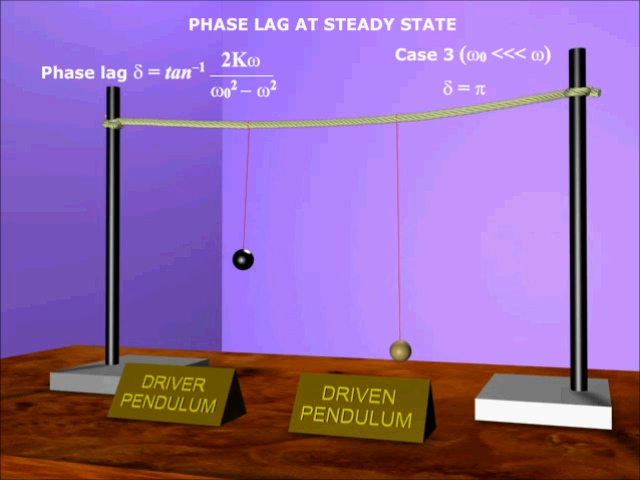 PHASE LAG AT STEADY STATE
Phase lag δ = tan⁻¹ 2Kω / ω₀² − ω²
Case 3 (ω₀ <<< ω)
δ = π
DRIVER
PENDULUM
DRIVEN
PENDULUM